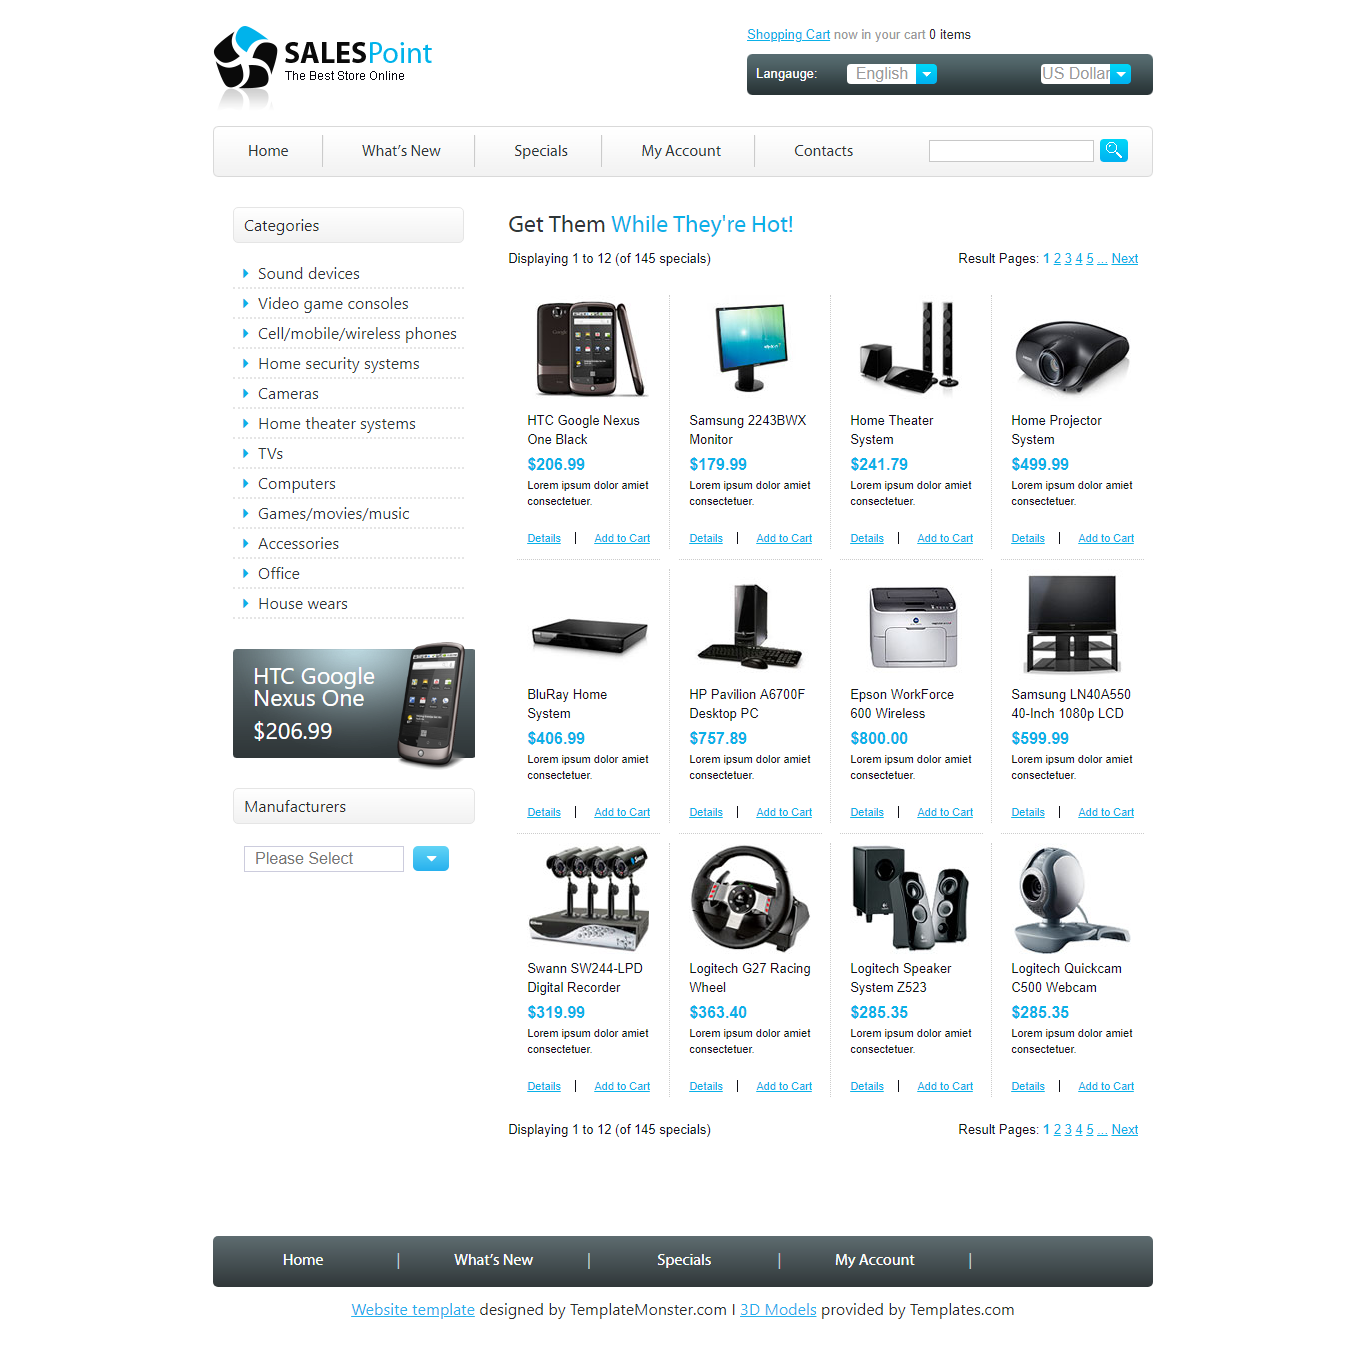 SALESPoint
The Best Store Online
Shopping Cart now in your cart 0 items
Langauge: English US Dollar
Home What's New Specials My Account Contacts
Categories
Sound devices
Video game consoles
Cell/mobile/wireless phones
Home security systems
Cameras
Home theater systems
TVs
Computers
Games/movies/music
Accessories
Office
House wears
HTC Google
Nexus One
$206.99
Manufacturers
Please Select
Get Them While They're Hot!
Displaying 1 to 12 (of 145 specials) Result Pages: 1 2 3 4 5 ... Next
HTC Google Nexus
One Black
$206.99
Lorem ipsum dolor amiet
consectetuer.
Details | Add to Cart
Samsung 2243BWX
Monitor
$179.99
Lorem ipsum dolor amiet
consectetuer.
Details | Add to Cart
Home Theater
System
$241.79
Lorem ipsum dolor amiet
consectetuer.
Details | Add to Cart
Home Projector
System
$499.99
Lorem ipsum dolor amiet
consectetuer.
Details | Add to Cart
BluRay Home
System
$406.99
Lorem ipsum dolor amiet
consectetuer.
Details | Add to Cart
HP Pavilion A6700F
Desktop PC
$757.89
Lorem ipsum dolor amiet
consectetuer.
Details | Add to Cart
Epson WorkForce
600 Wireless
$800.00
Lorem ipsum dolor amiet
consectetuer.
Details | Add to Cart
Samsung LN40A550
40-Inch 1080p LCD
$599.99
Lorem ipsum dolor amiet
consectetuer.
Details | Add to Cart
Swann SW244-LPD
Digital Recorder
$319.99
Lorem ipsum dolor amiet
consectetuer.
Details | Add to Cart
Logitech G27 Racing
Wheel
$363.40
Lorem ipsum dolor amiet
consectetuer.
Details | Add to Cart
Logitech Speaker
System Z523
$285.35
Lorem ipsum dolor amiet
consectetuer.
Details | Add to Cart
Logitech Quickcam
C500 Webcam
$285.35
Lorem ipsum dolor amiet
consectetuer.
Details | Add to Cart
Displaying 1 to 12 (of 145 specials) Result Pages: 1 2 3 4 5 ... Next
Home | What's New | Specials | My Account |
Website template designed by TemplateMonster.com I 3D Models provided by Templates.com